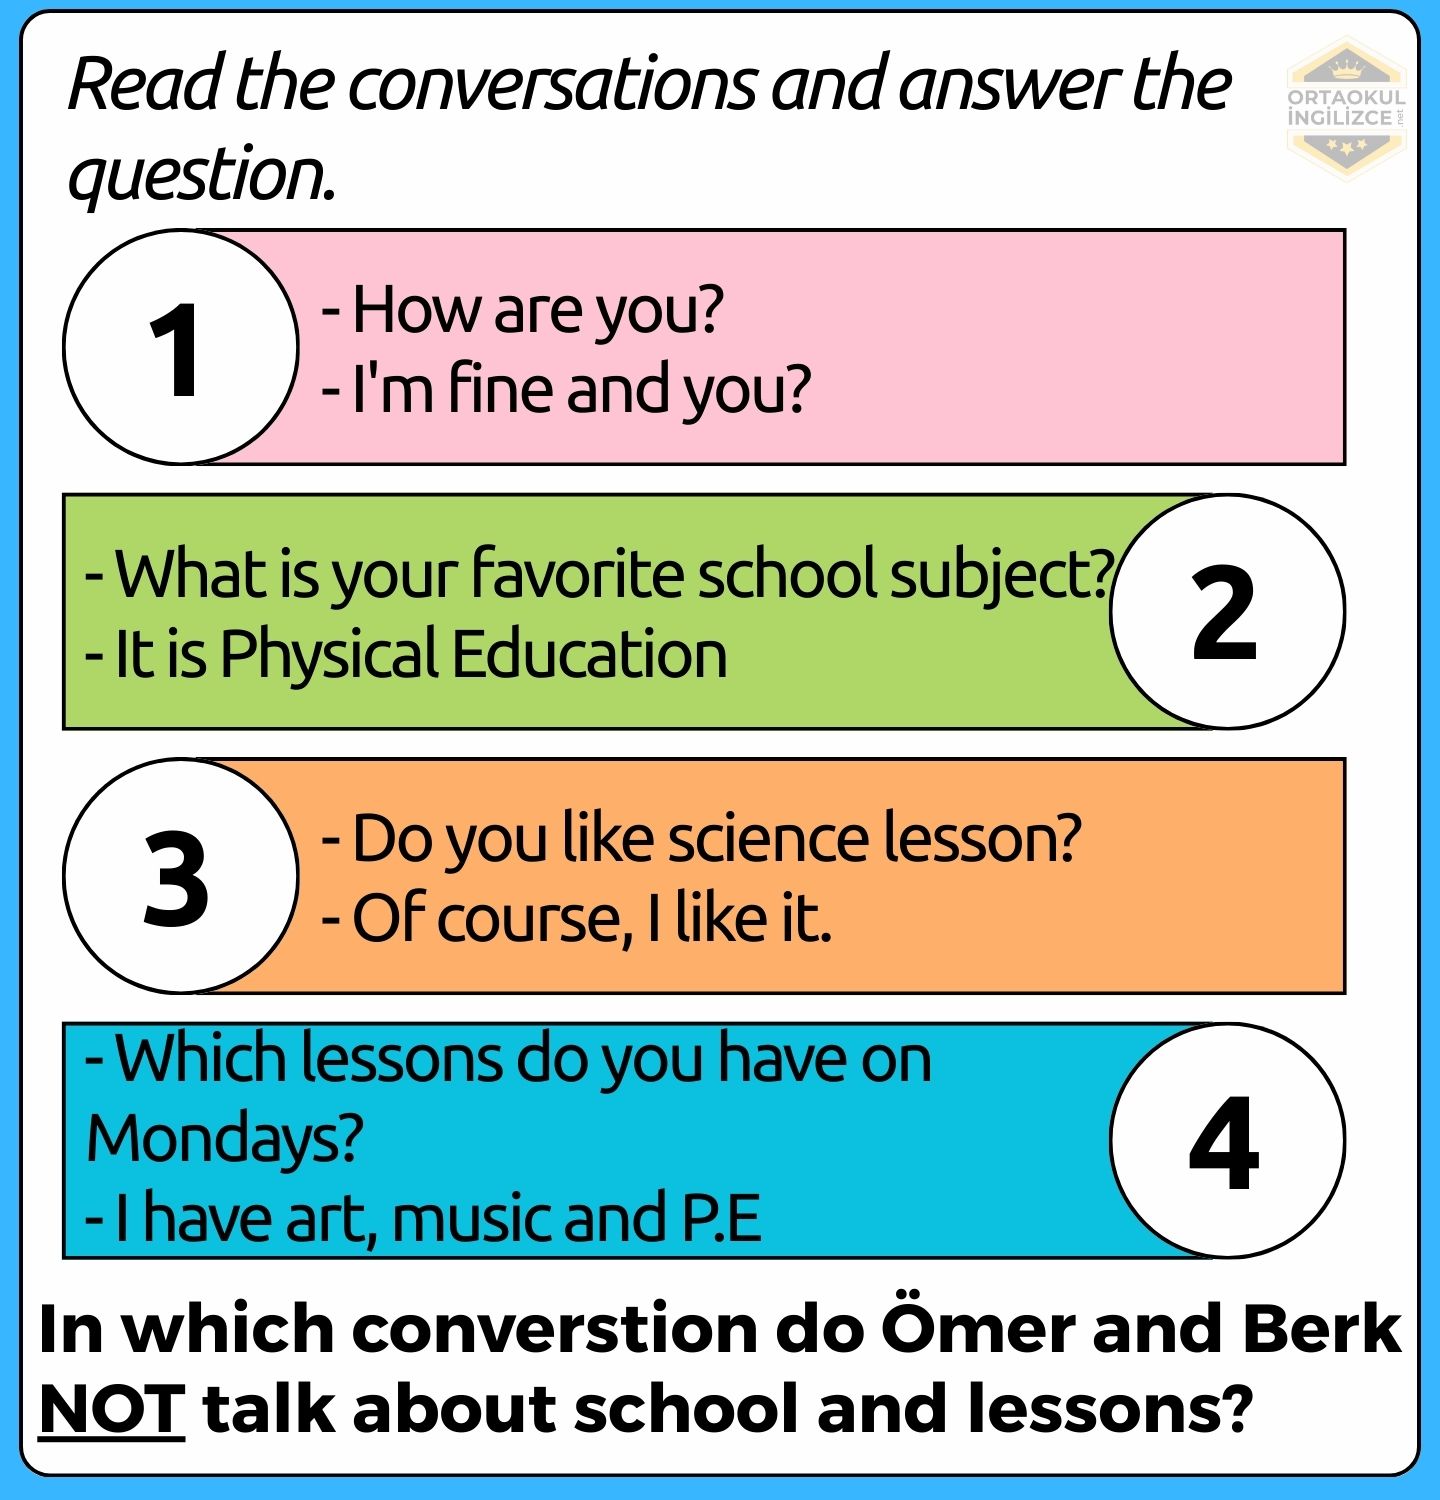 Read the conversations and answer the
question.
ORTAOKUL
İNGİLİZCE
.net
1
- How are you?
- I'm fine and you?
- What is your favorite school subject?
- It is Physical Education
2
3
- Do you like science lesson?
- Of course, I like it.
- Which lessons do you have on
Mondays?
- I have art, music and P.E
4
In which converstion do Ömer and Berk
NOT talk about school and lessons?